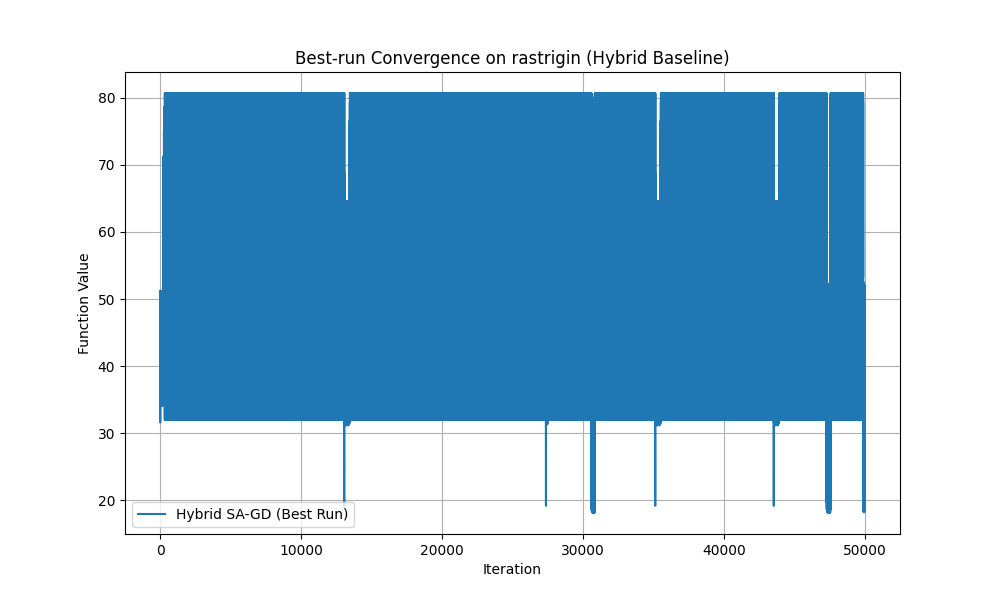 Best-run Convergence on rastrigin (Hybrid Baseline)
Function Value
80
70
60
50
40
30
20
Hybrid SA-GD (Best Run)
0 10000 20000 30000 40000 50000
Iteration